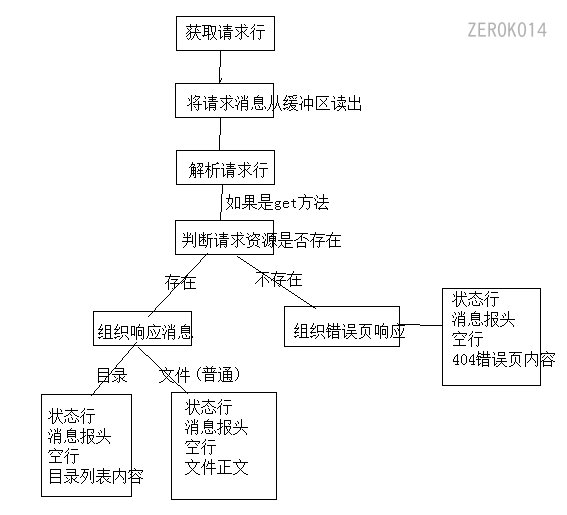 ZEROK014
获取请求行
将请求消息从缓冲区读出
解析请求行
如果是get方法
判断请求资源是否存在
存在
不存在
组织响应消息
组织错误页响应
状态行
消息报头
空行
404错误页内容
目录
文件(普通)
状态行
消息报头
空行
目录列表内容
状态行
消息报头
空行
文件正文